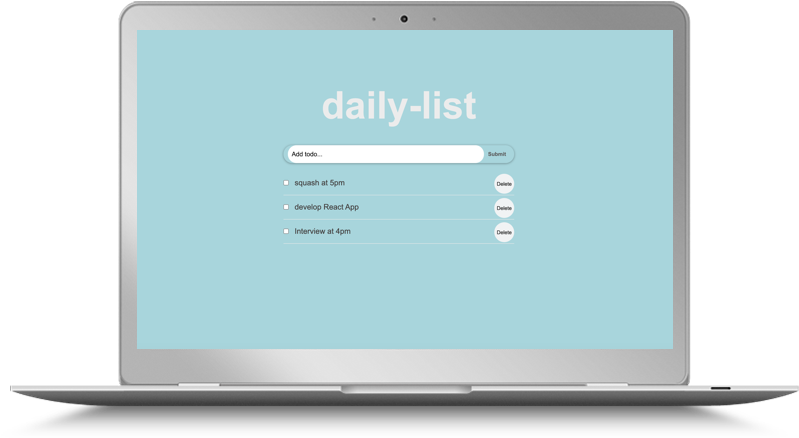 daily-list
Add todo... Submit
squash at 5pm Delete
develop React App Delete
Interview at 4pm Delete